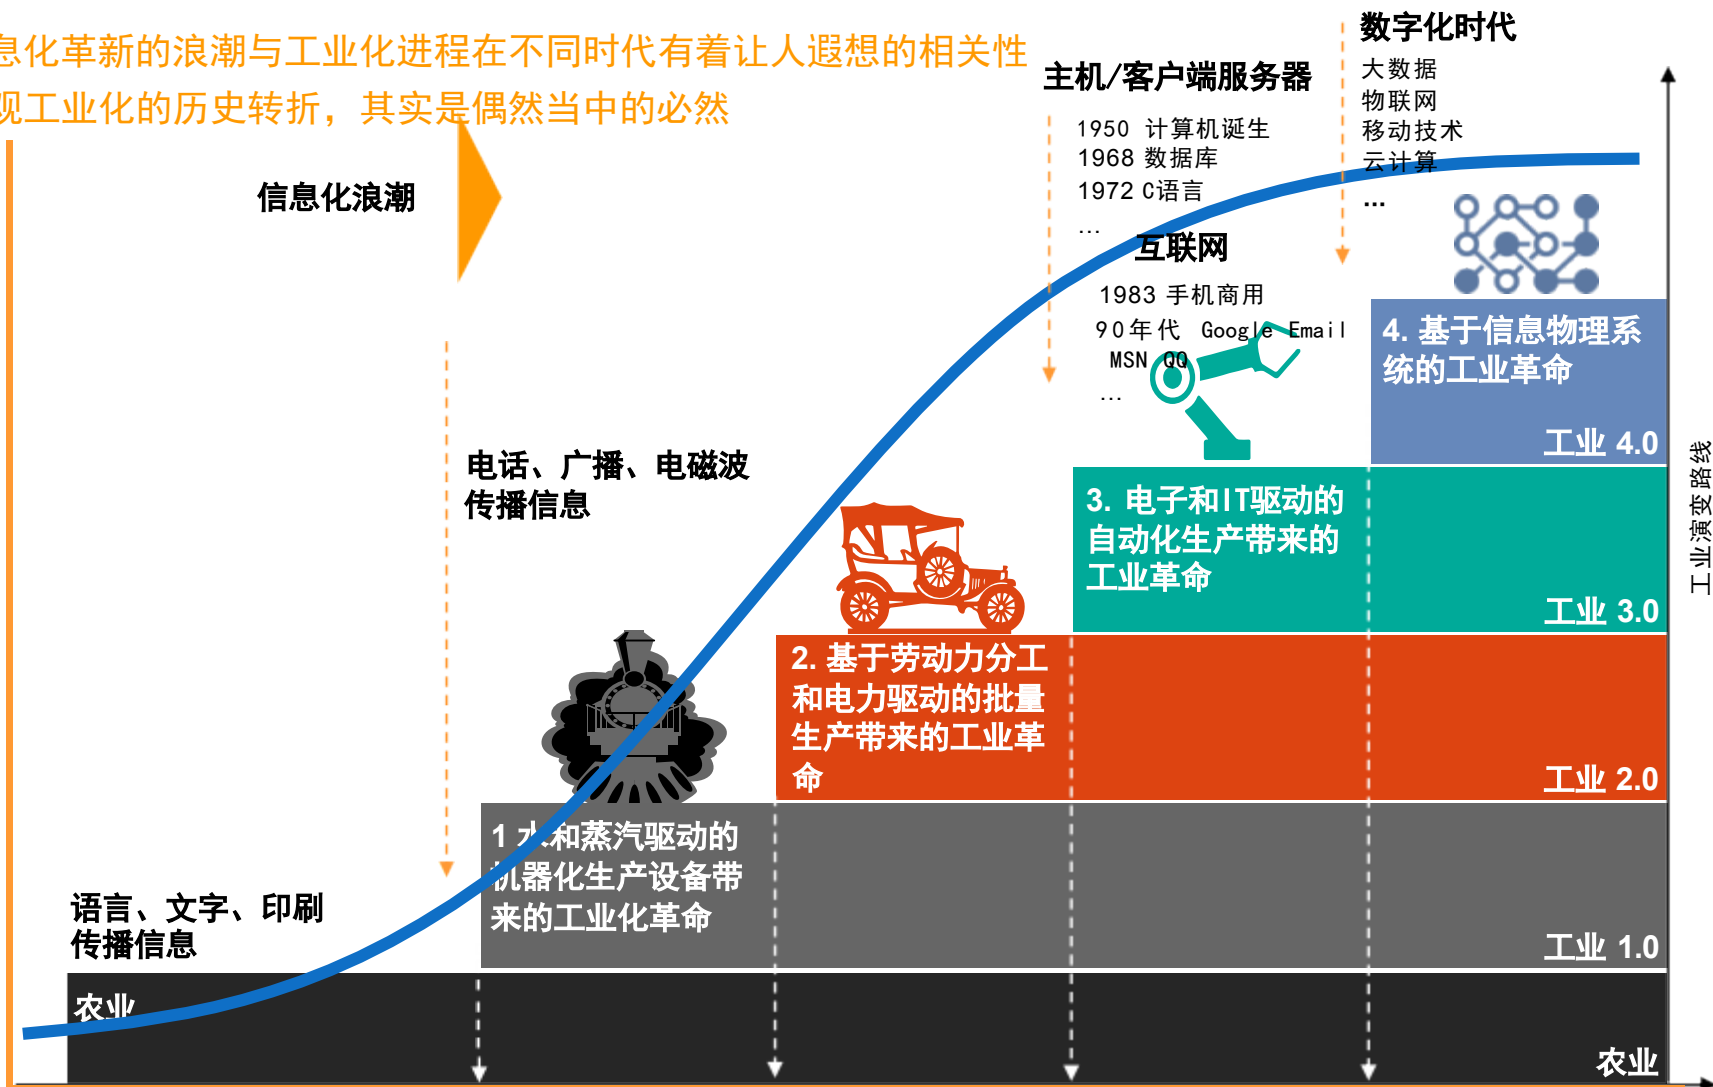 息化革新的浪潮与工业化进程在不同时代有着让人遐想的相关性
观工业化的历史转折，其实是偶然当中的必然
信息化浪潮
主机/客户端服务器
1950 计算机诞生
1968 数据库
1972 C语言
...
数字化时代
大数据
物联网
移动技术
云计算
...
互联网
1983 手机商用
90年代 Google Email
MSN QQ
...
电话、广播、电磁波
传播信息
语言、文字、印刷
传播信息
4. 基于信息物理系
统的工业革命
工业 4.0
3. 电子和IT驱动的
自动化生产带来的
工业革命
工业 3.0
2. 基于劳动力分工
和电力驱动的批量
生产带来的工业革
命
工业 2.0
1 水和蒸汽驱动的
机器化生产设备带
来的工业化革命
工业 1.0
农业
农业
工业演变路线